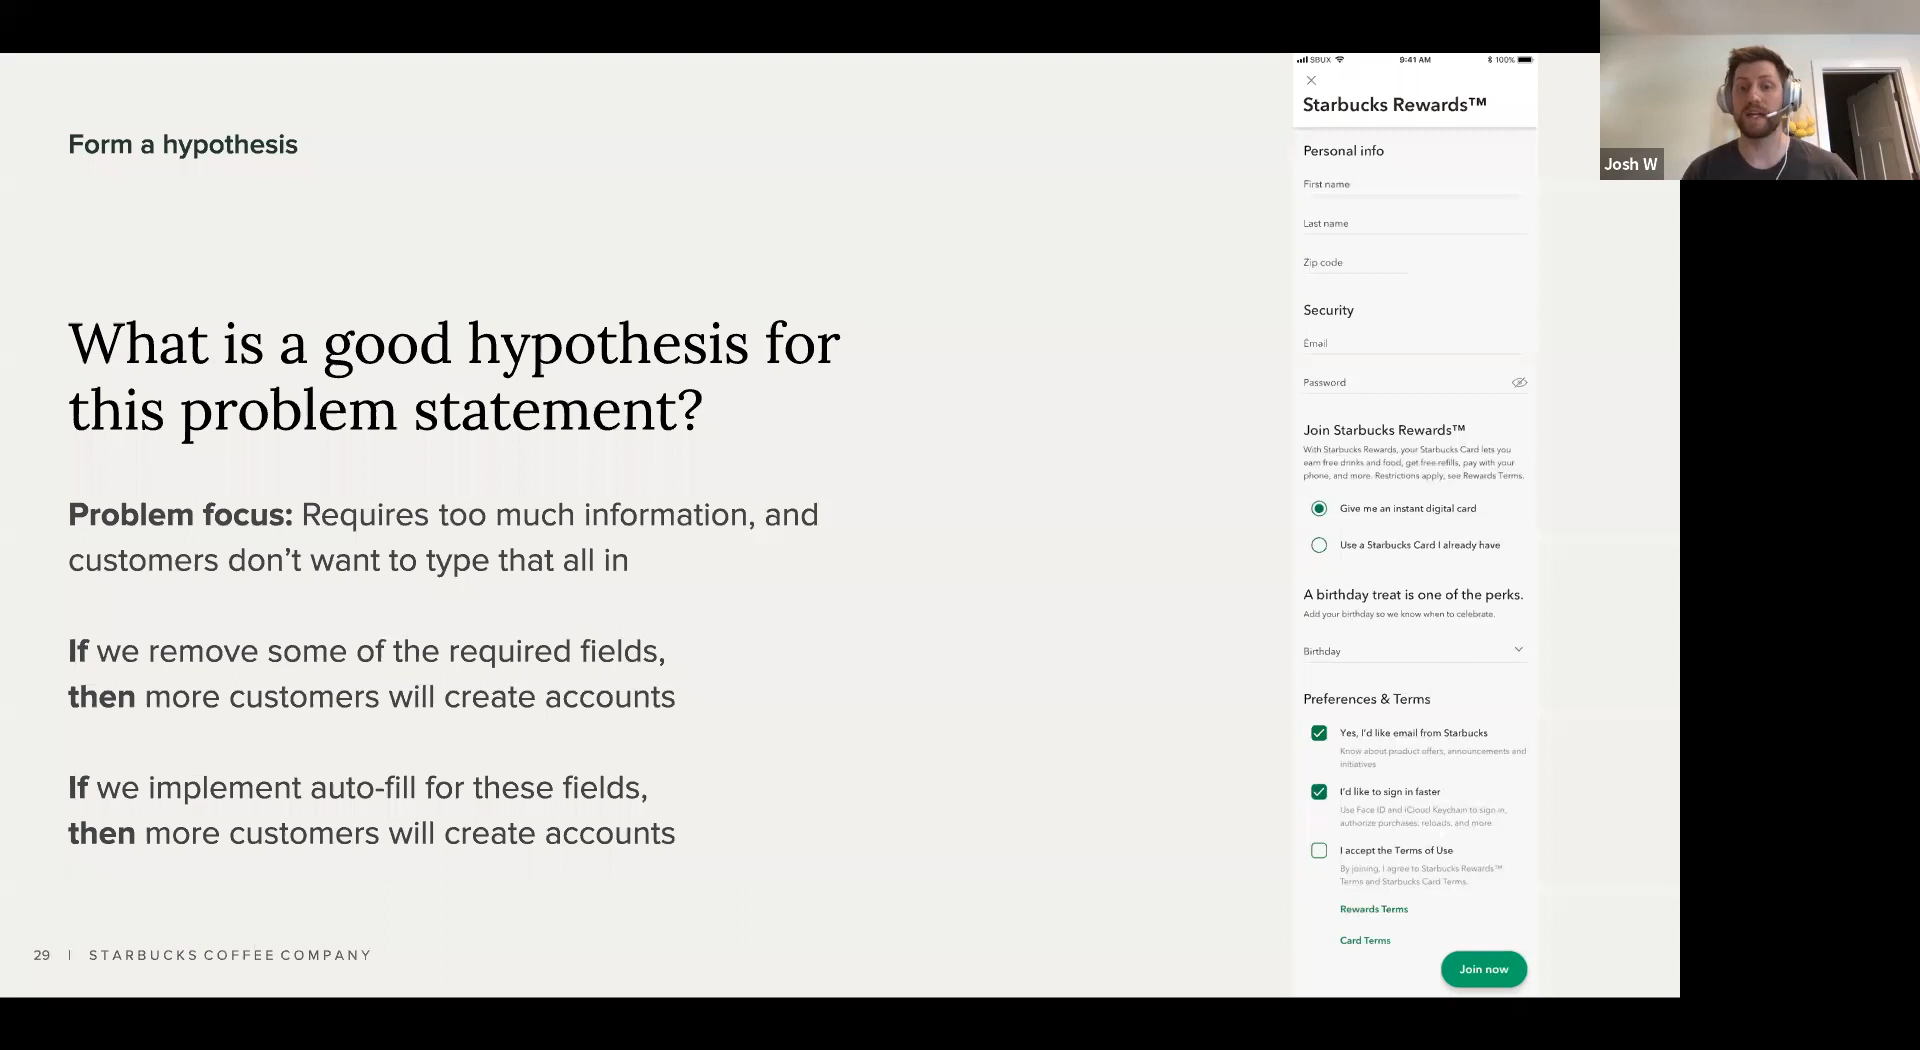 Form a hypothesis
What is a good hypothesis for
this problem statement?
Problem focus: Requires too much information, and
customers don’t want to type that all in
If we remove some of the required fields,
then more customers will create accounts
If we implement auto-fill for these fields,
then more customers will create accounts
29 | STARBUCKS COFFEE COMPANY
SBUX 9:41 AM 100%
Starbucks Rewards™
Personal info
First name
Last name
Zip code
Security
Email
Password
Join Starbucks Rewards™
With Starbucks Rewards, your Starbucks Card lets you
earn free drinks and food, get free refills, pay with your
phone, and more. Restrictions apply, see Rewards Terms.
Give me an instant digital card
Use a Starbucks Card I already have
A birthday treat is one of the perks.
Add your birthday so we know when to celebrate.
Birthday
Preferences & Terms
Yes, I’d like email from Starbucks
Know about product offers, announcements and
initiatives
I’d like to sign in faster
Use Face ID and iCloud Keychain to sign in,
authorize purchases, reloads, and more
I accept the Terms of Use
By joining, I agree to Starbucks Rewards™
Terms and Starbucks Card Terms.
Rewards Terms
Card Terms
Join now
Josh W